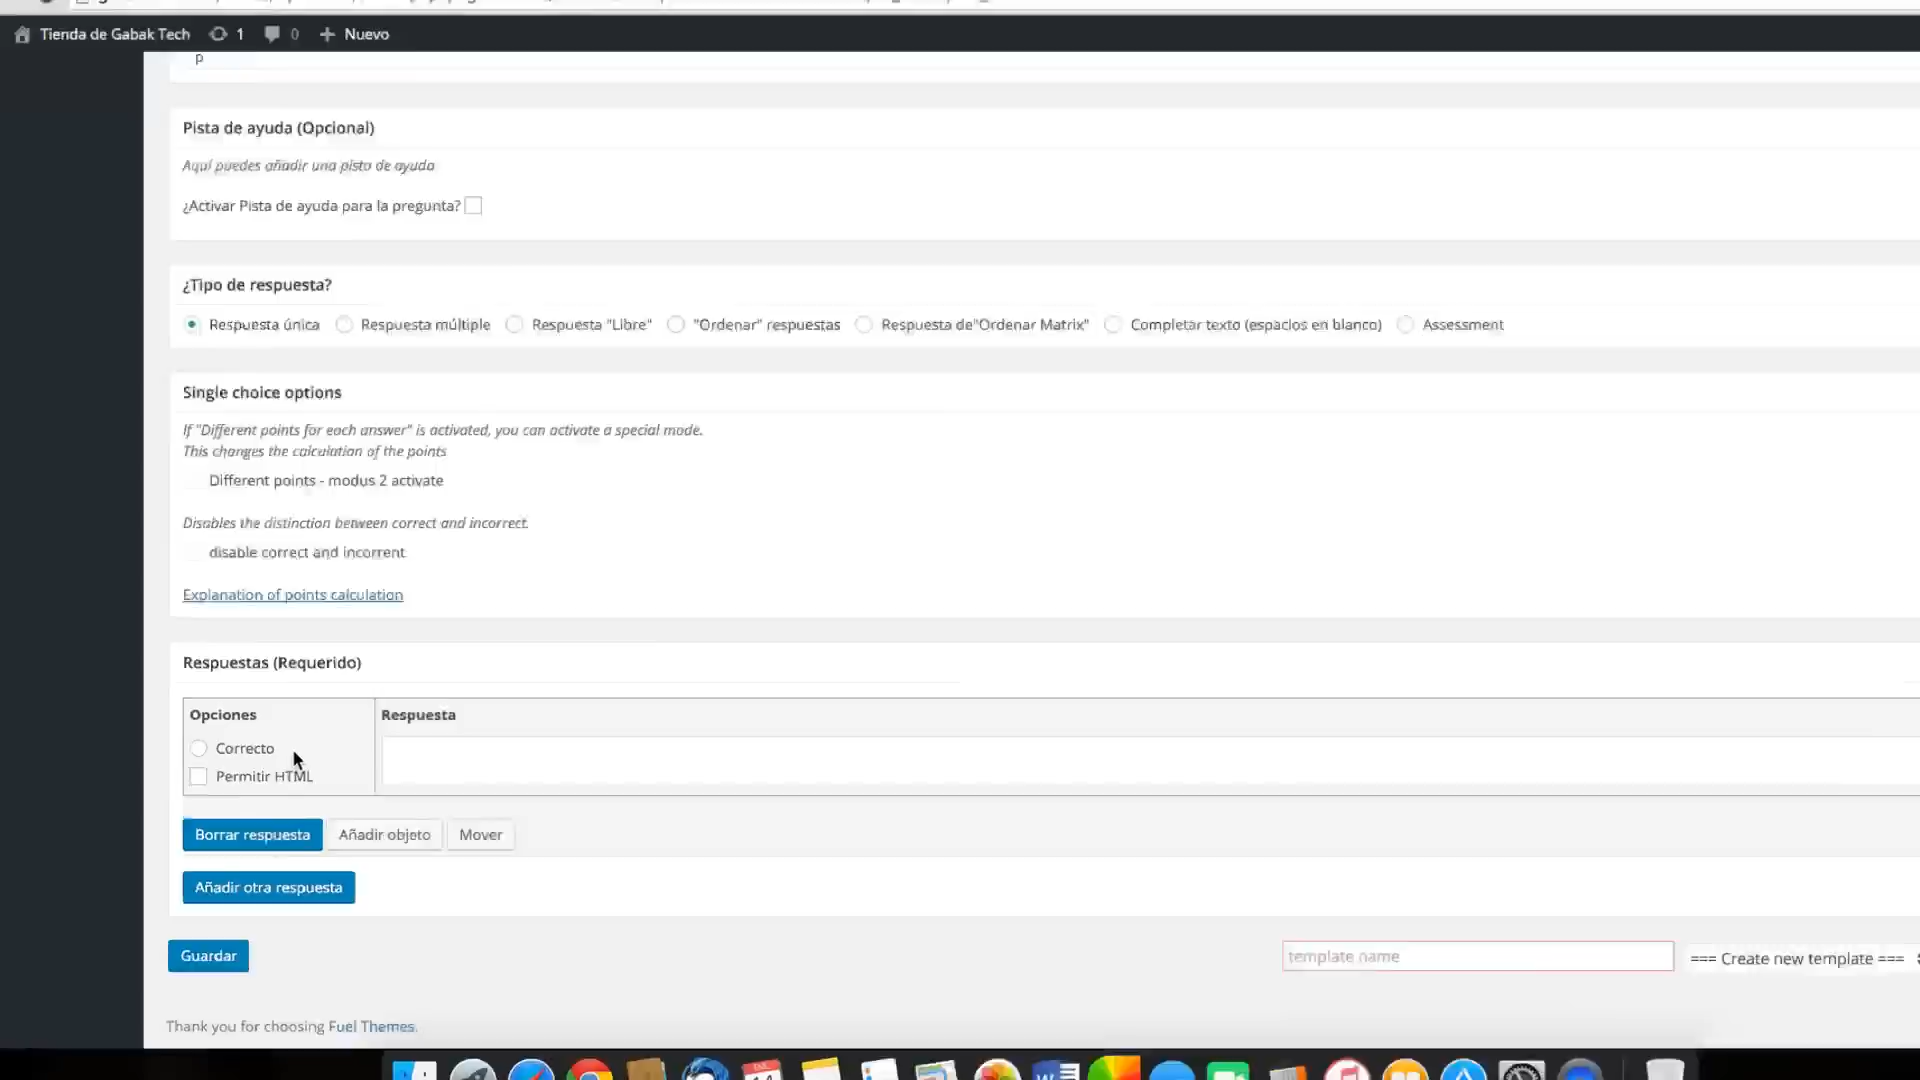 Tienda de Gabak Tech 1 0 Nuevo
p
Pista de ayuda (Opcional)
Aquí puedes añadir una pista de ayuda
¿Activar Pista de ayuda para la pregunta?
¿Tipo de respuesta?
Respuesta única Respuesta múltiple Respuesta "Libre" "Ordenar" respuestas Respuesta de"Ordenar Matrix" Completar texto (espacios en blanco) Assessment
Single choice options
If "Different points for each answer" is activated, you can activate a special mode.
This changes the calculation of the points
Different points - modus 2 activate
Disables the distinction between correct and incorrect.
disable correct and incorrent
Explanation of points calculation
Respuestas (Requerido)
Opciones Respuesta
Correcto
Permitir HTML
Borrar respuesta Añadir objeto Mover
Añadir otra respuesta
Guardar template name === Create new template ===
Thank you for choosing Fuel Themes.